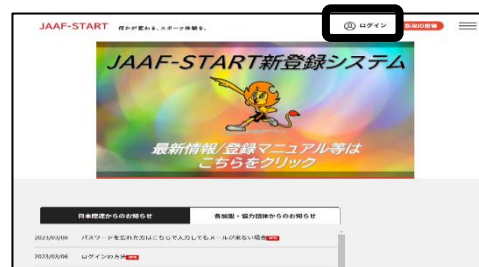 JAAF-START 何かが変わる。スポーツ体験を。
ログイン
JAAF-START新登録システム
最新情報/登録マニュアル等は
こちらをクリック
日本陸連からのお知らせ
各加盟・協力団体からのお知らせ
2023/03/08 パスワードを忘れた方はこちらで入力してもメールが来ない場合
2023/03/06 ログインの方法